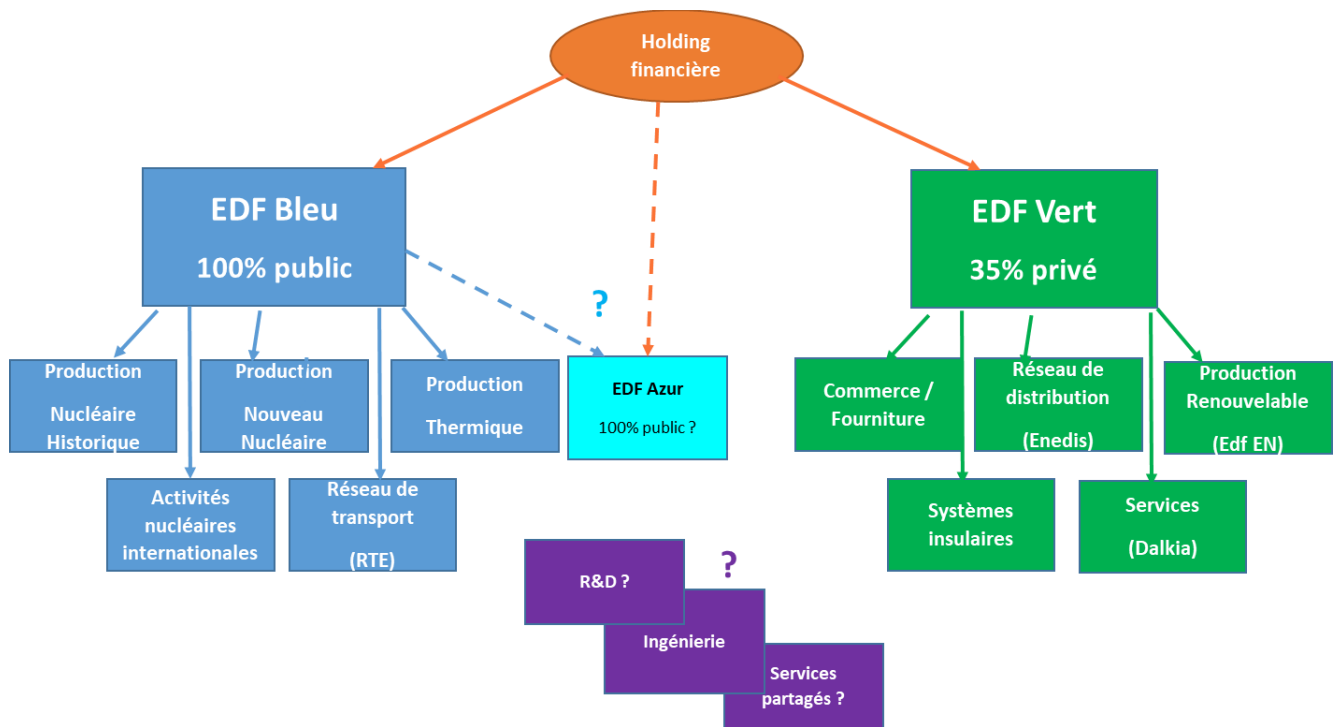 Holding
financière
EDF Bleu
100% public
EDF Vert
35% privé
?
Production
Nucléaire
Historique
Production
Nouveau
Nucléaire
Production
Thermique
EDF Azur
100% public ?
Commerce /
Fourniture
Réseau de
distribution
(Enedis)
Production
Renouvelable
(Edf EN)
Activités
nucléaires
internationales
Réseau de
transport
(RTE)
Systèmes
insulaires
Services
(Dalkia)
?
R&D ?
Ingénierie
Services
partagés ?